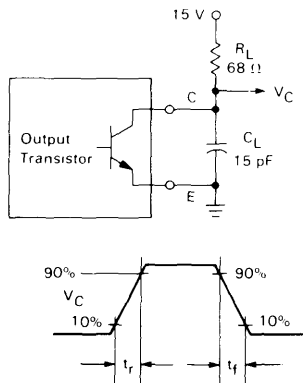 15 V
R_L
68 Ω
C
V_C
Output
Transistor
C_L
15 pF
E
90%
90%
V_C
10%
10%
t_r
t_f